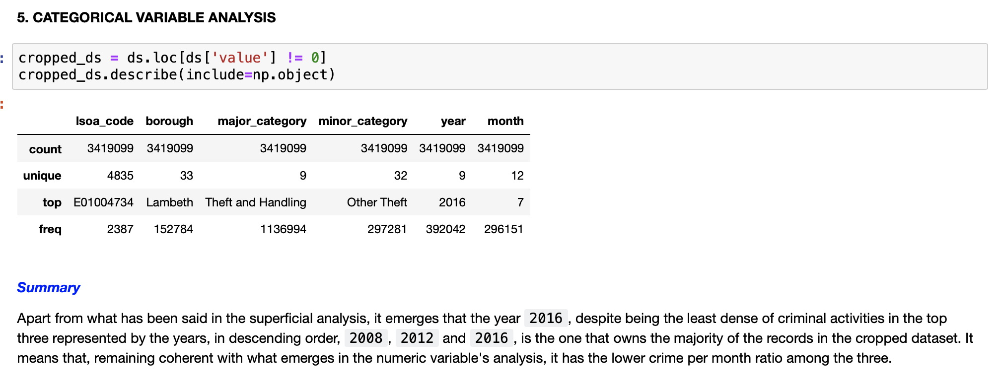 5. CATEGORICAL VARIABLE ANALYSIS
:
cropped_ds = ds.loc[ds['value'] != 0]
cropped_ds.describe(include=np.object)
:
lsoa_code borough major_category minor_category year month
count 3419099 3419099 3419099 3419099 3419099 3419099
unique 4835 33 9 32 9 12
top E01004734 Lambeth Theft and Handling Other Theft 2016 7
freq 2387 152784 1136994 297281 392042 296151
Summary
Apart from what has been said in the superficial analysis, it emerges that the year 2016 , despite being the least dense of criminal activities in the top
three represented by the years, in descending order, 2008 , 2012 and 2016 , is the one that owns the majority of the records in the cropped dataset. It
means that, remaining coherent with what emerges in the numeric variable's analysis, it has the lower crime per month ratio among the three.